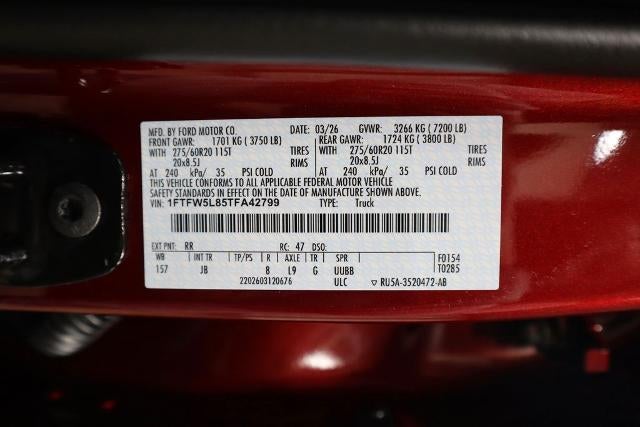 MFD. BY FORD MOTOR CO. DATE: 03/26 GVWR: 3266 KG ( 7200 LB)
FRONT GAWR: 1701 KG ( 3750 LB) REAR GAWR: 1724 KG ( 3800 LB)
WITH 275/60R20 115T TIRES WITH 275/60R20 115T TIRES
20x8.5J RIMS 20x8.5J RIMS
AT 240 kPa/ 35 PSI COLD AT 240 kPa/ 35 PSI COLD
THIS VEHICLE CONFORMS TO ALL APPLICABLE FEDERAL MOTOR VEHICLE
SAFETY STANDARDS IN EFFECT ON THE DATE OF MANUFACTURE SHOWN ABOVE.
VIN: 1FTFW5L85TFA42799 TYPE: Truck
EXT PNT: RR RC: 47 DSO:
WB INT TR TP/PS R AXLE TR SPR F0154
157 JB 8 L9 G UUBB T0285
2202603120676 ULC RU5A-3520472-AB